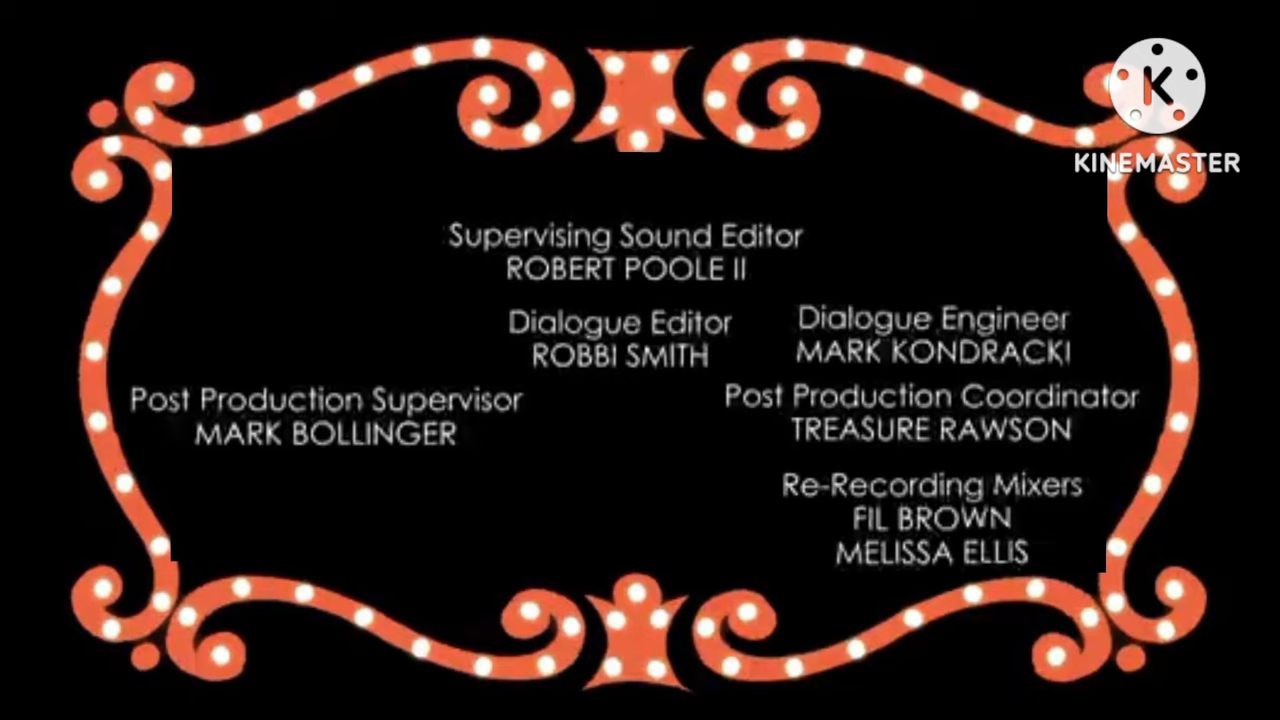 K
KINEMASTER
Supervising Sound Editor
ROBERT POOLE II
Dialogue Editor
ROBBI SMITH
Dialogue Engineer
MARK KONDRACKI
Post Production Supervisor
MARK BOLLINGER
Post Production Coordinator
TREASURE RAWSON
Re-Recording Mixers
FIL BROWN
MELISSA ELLIS